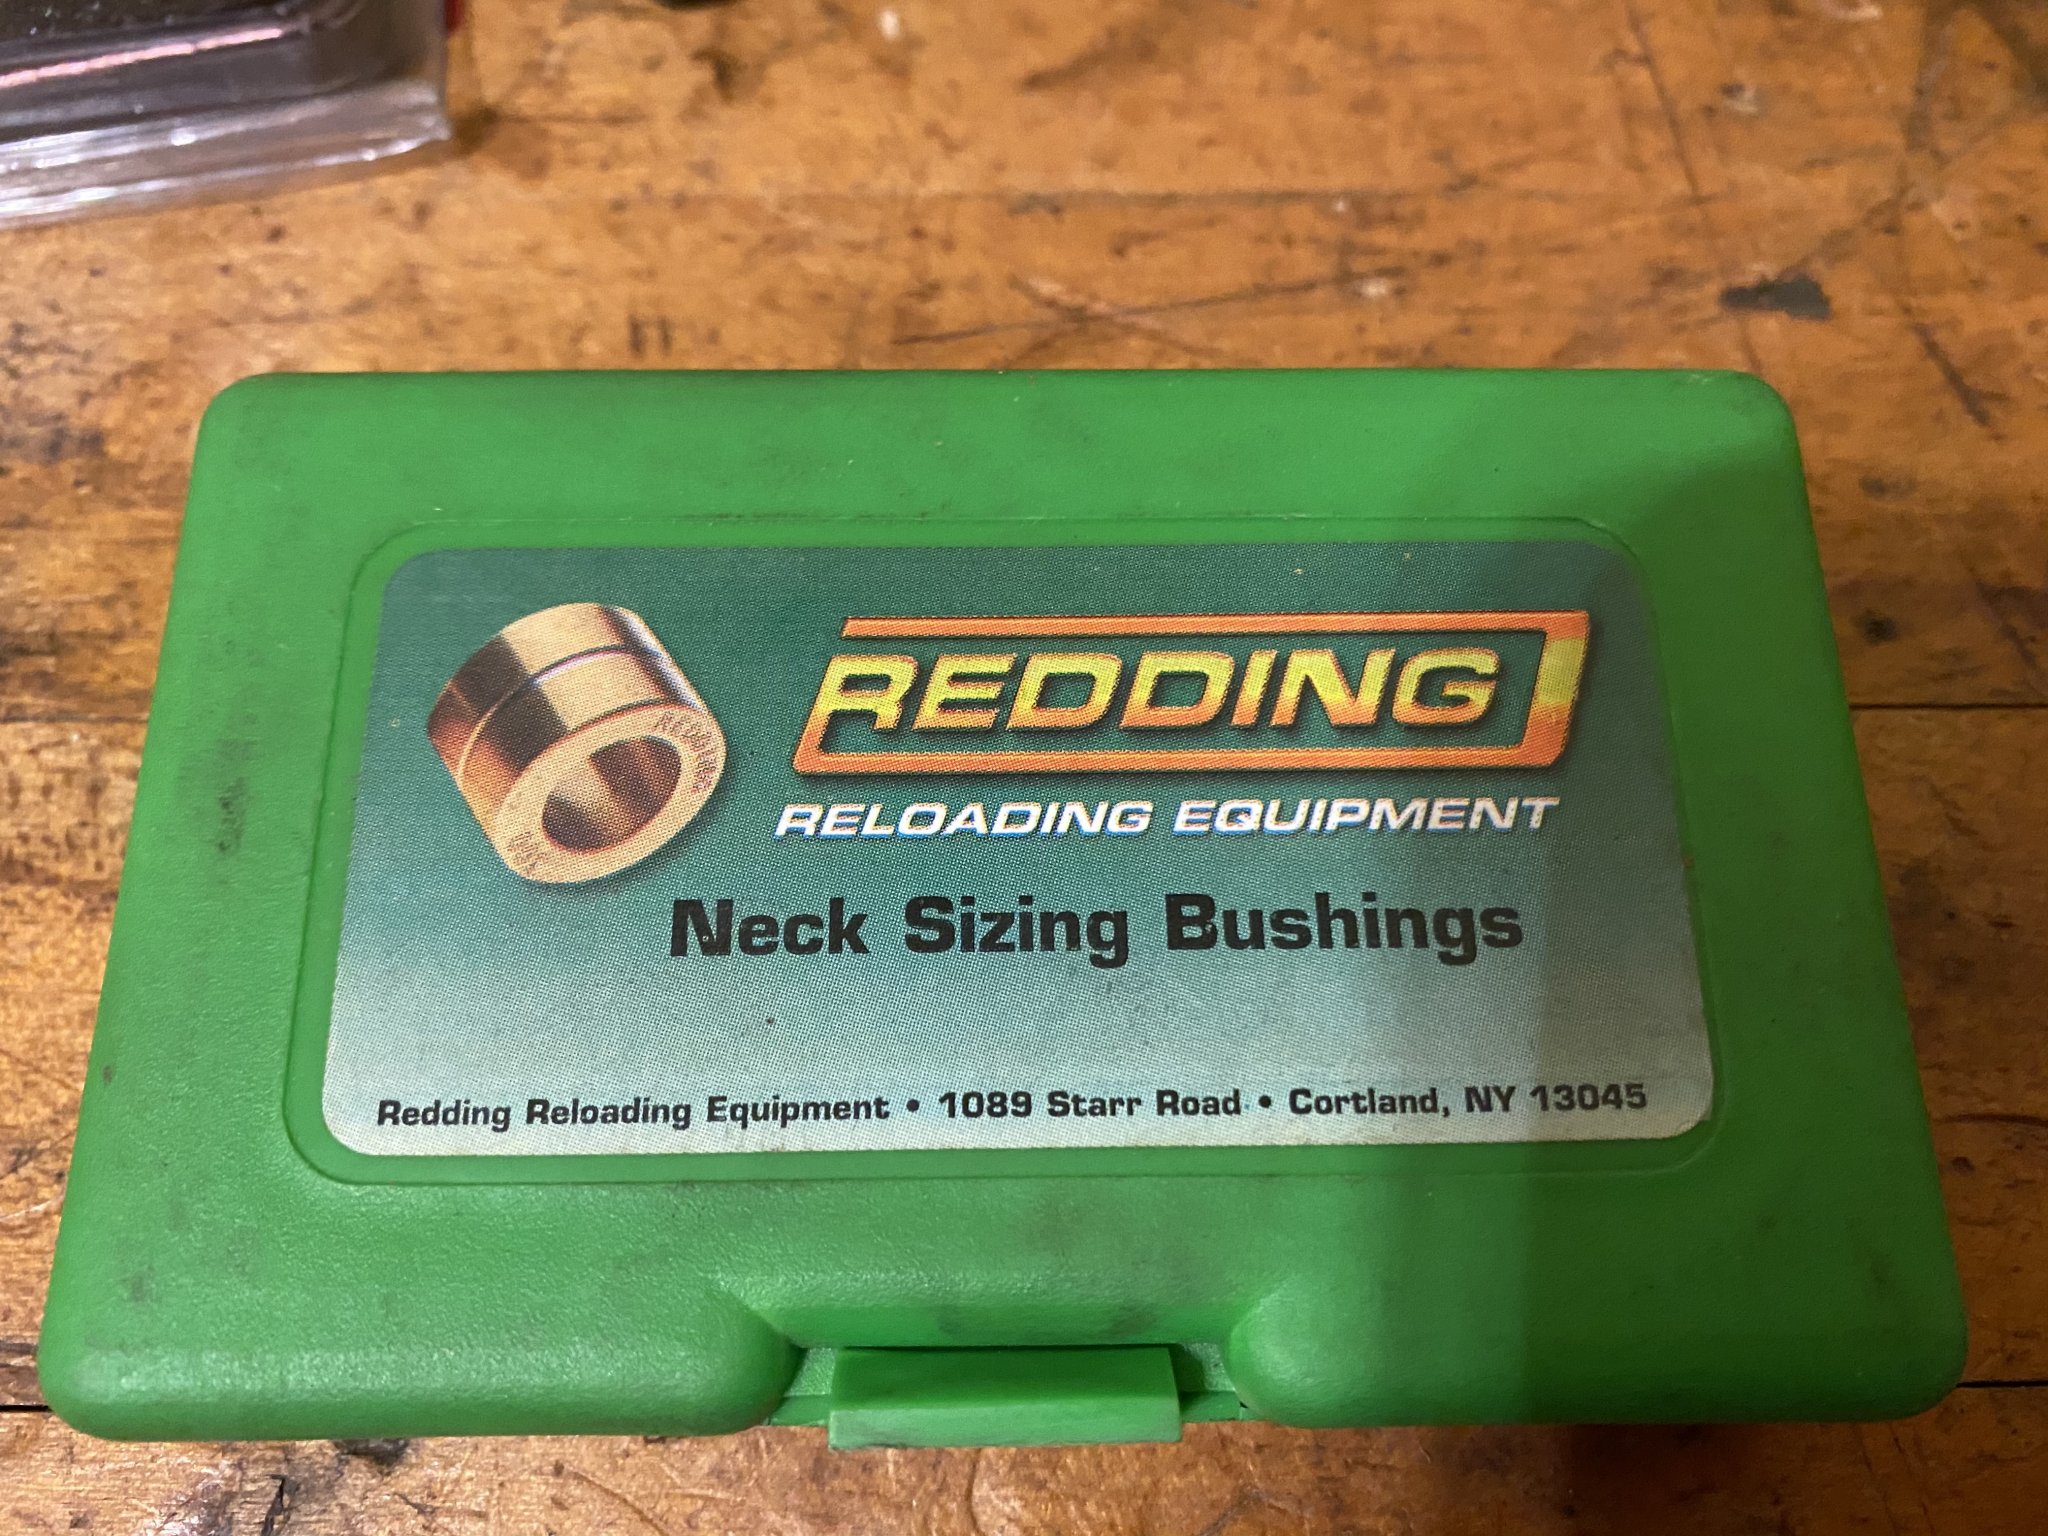 REDDING
RELOADING EQUIPMENT
Neck Sizing Bushings
Redding Reloading Equipment • 1089 Starr Road • Cortland, NY 13045